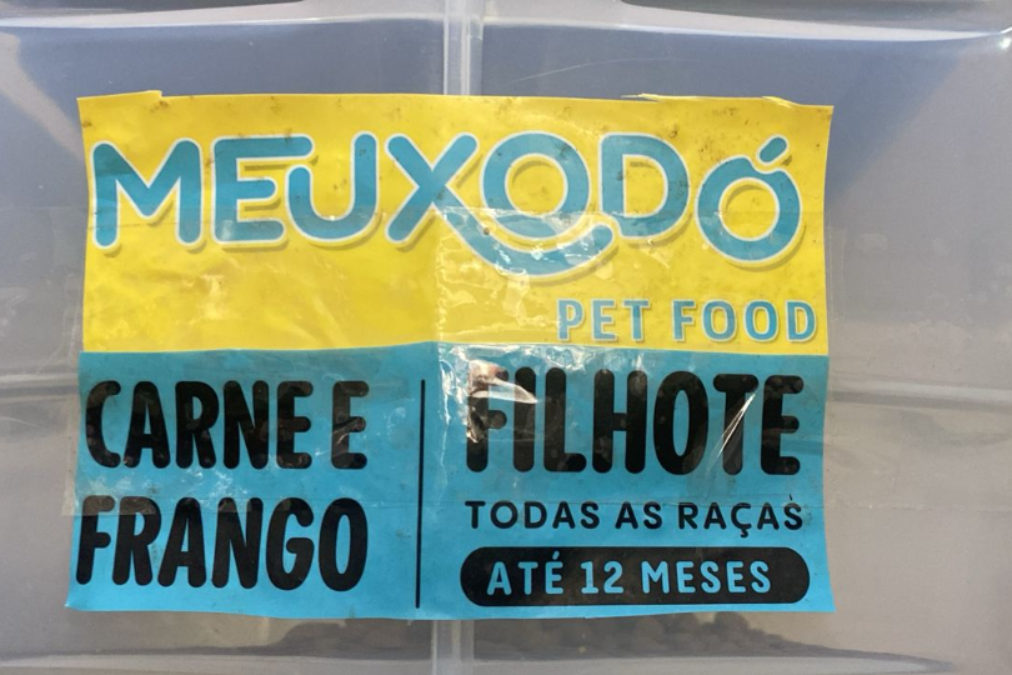 MEUXODÓ
PET FOOD
CARNE E
FRANGO
FILHOTE
TODAS AS RAÇAS
ATÉ 12 MESES